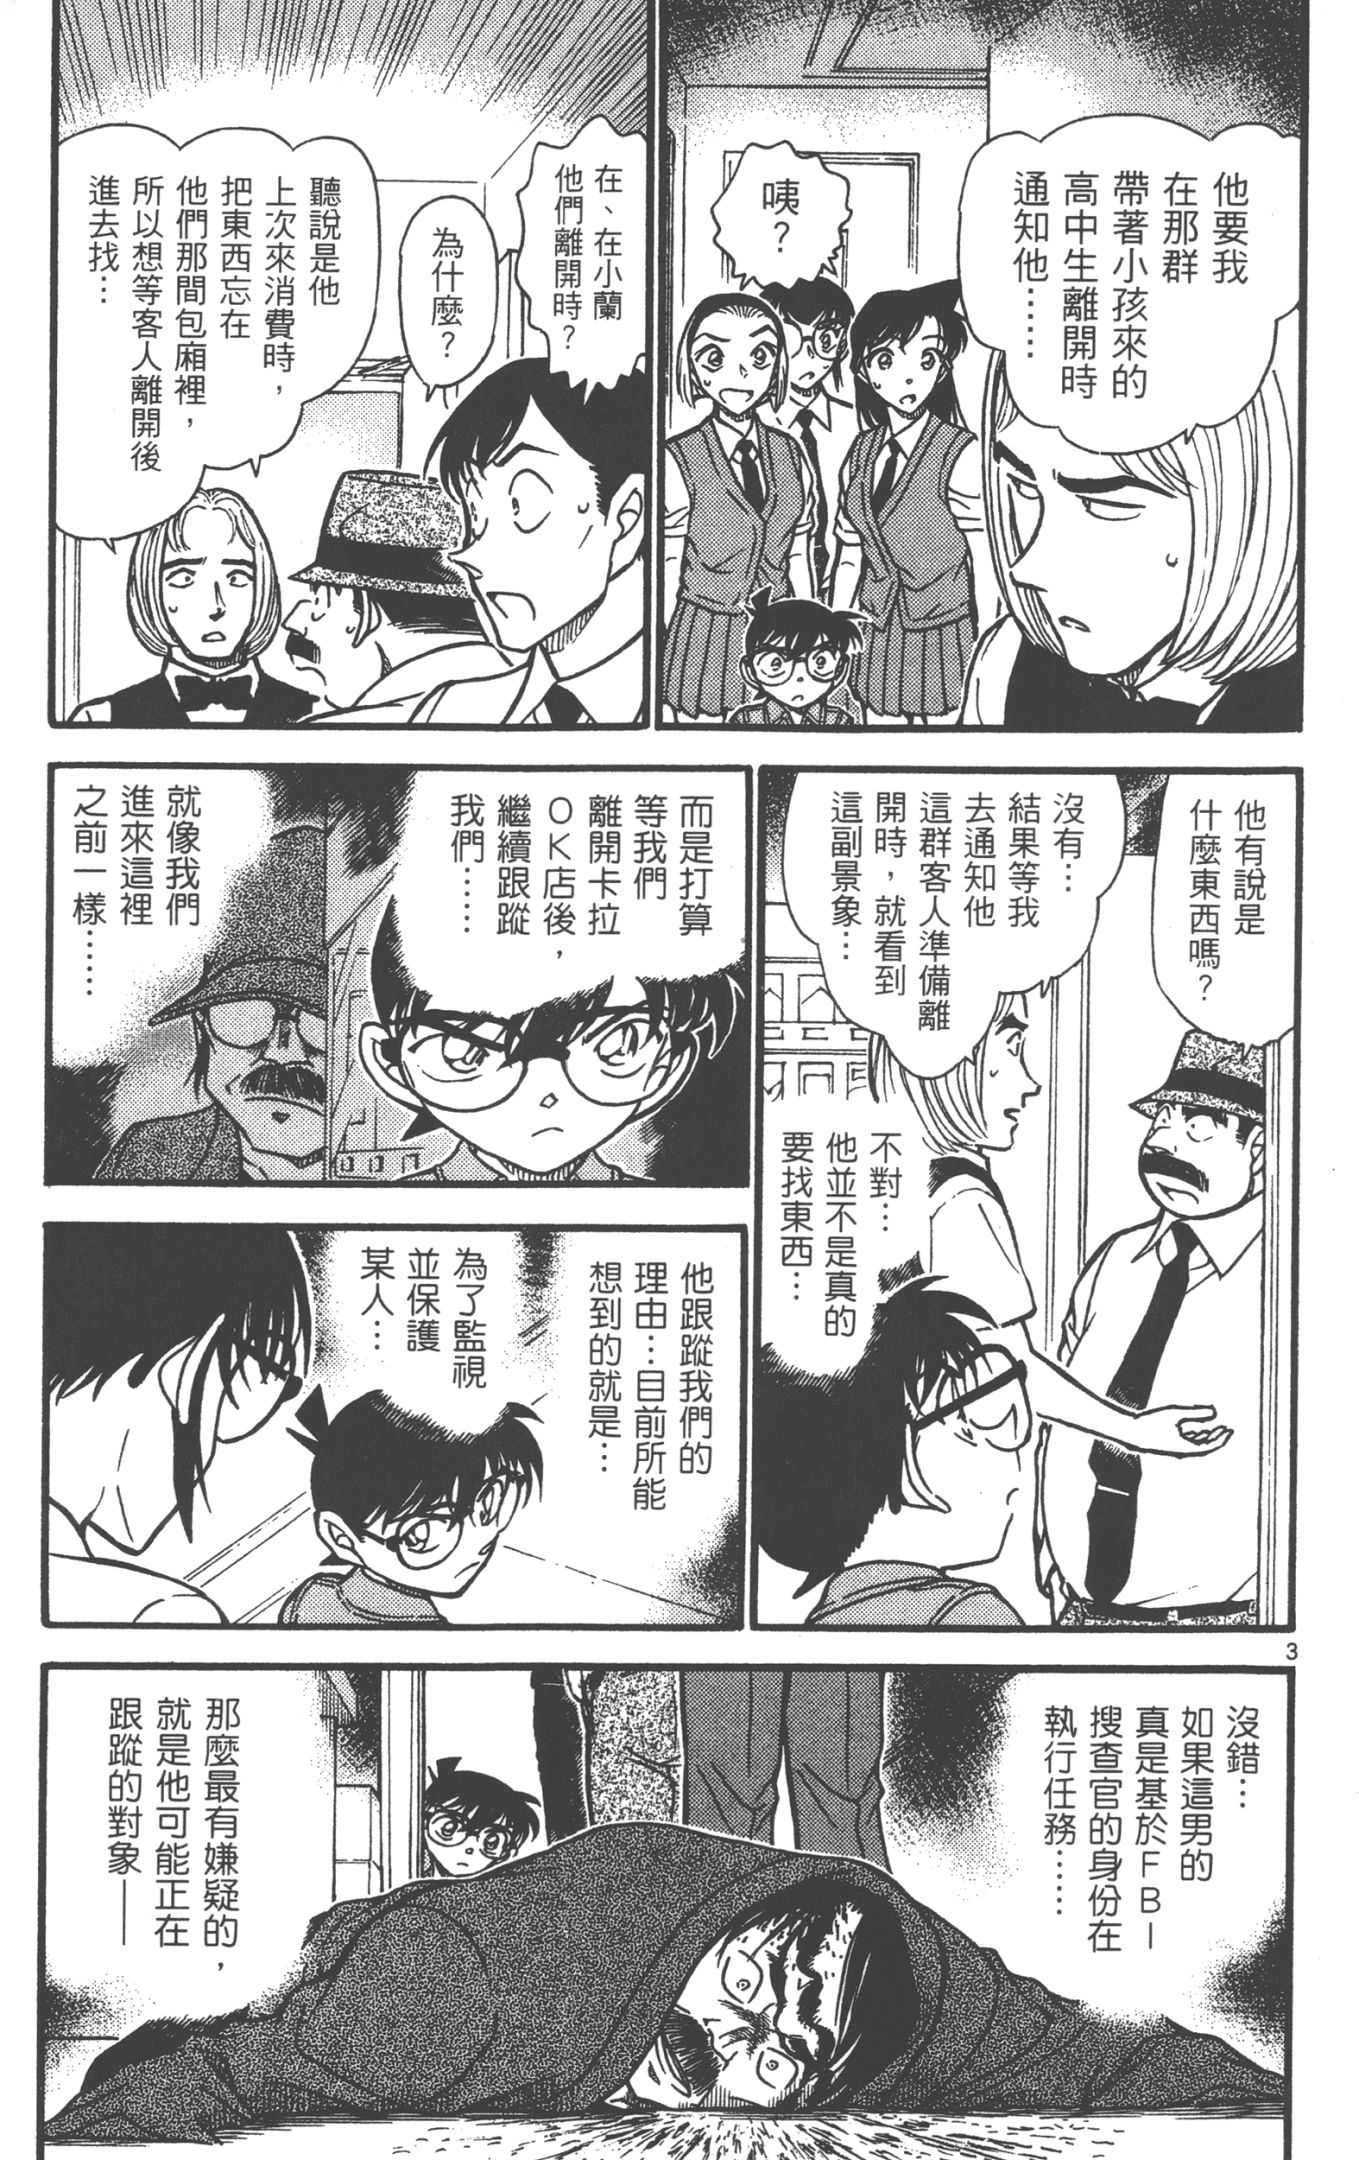 他要我
在那群
帶著小孩來的
高中生離開時
通知他……
咦？
在、在小蘭
他們離開時？
為什麼？
聽說是他
上次來消費時，
把東西忘在
他們那間包廂裡，
所以想等客人離開後
進去找…
他有說是
什麼東西嗎？
沒有…
結果等我
去通知他
這群客人準備離
開時，就看到
這副景象…
不對…
他並不是真的
要找東西…
而是打算
等我們
離開卡拉
OK店後，
繼續跟蹤
我們……
就像我們
進來這裡
之前一樣……
他跟蹤我們的
理由…目前所能
想到的就是…
為了監視
並保護
某人…
3
沒錯…
如果這男的
真是基於FBI
搜查官的身份在
執行任務……
那麼最有嫌疑的，
就是他可能正在
跟蹤的對象——